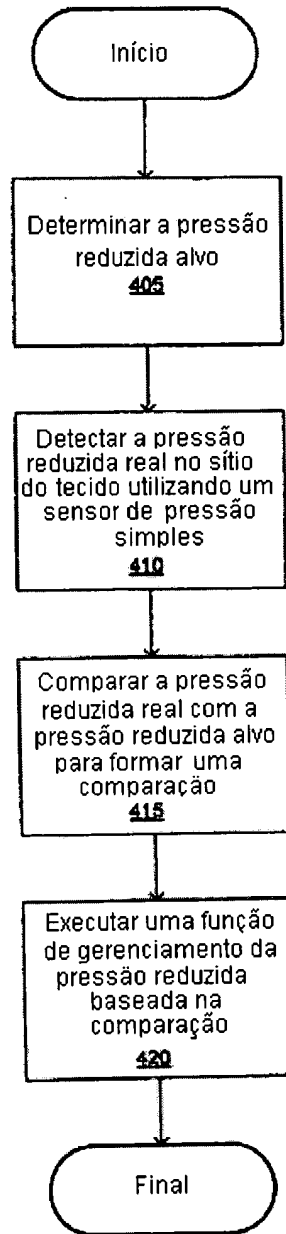 Início
Determinar a pressão
reduzida alvo
405
Detectar a pressão
reduzida real no sítio
do tecido utilizando um
sensor de pressão
simples
410
Comparar a pressão
reduzida real com a
pressão reduzida alvo
para formar uma
comparação
415
Executar uma função
de gerenciamento da
pressão reduzida
baseada na
comparação
420
Final